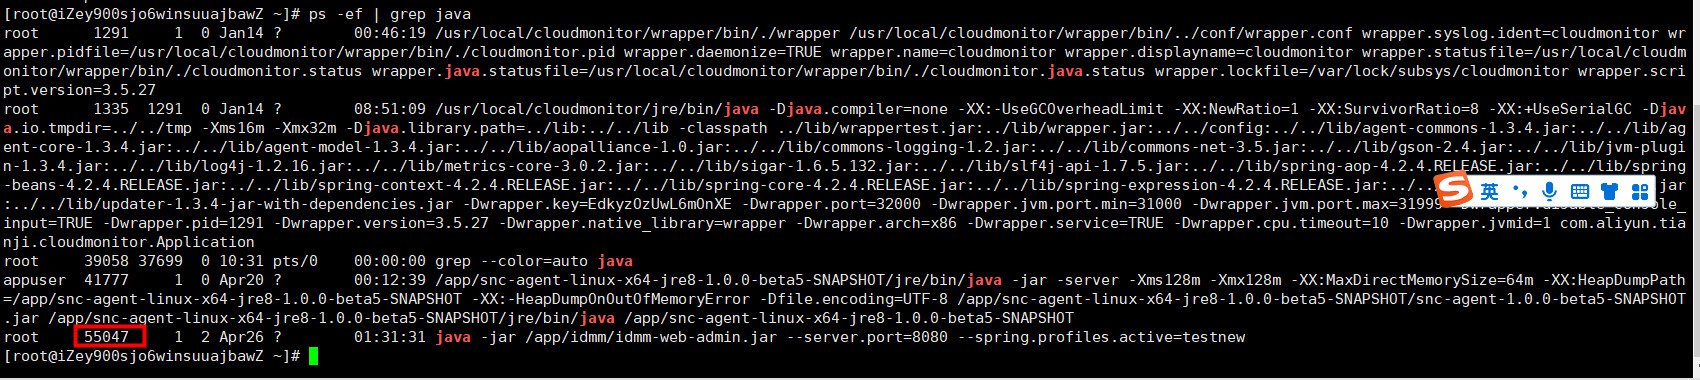 [root@iZey900sjo6winsuuajbawZ ~]# ps -ef | grep java
root      1291     1  0 Jan14 ?        00:46:19 /usr/local/cloudmonitor/wrapper/bin/./wrapper /usr/local/cloudmonitor/wrapper/bin/../conf/wrapper.conf wrapper.syslog.ident=cloudmonitor wr
apper.pidfile=/usr/local/cloudmonitor/wrapper/bin/./cloudmonitor.pid wrapper.daemonize=TRUE wrapper.name=cloudmonitor wrapper.displayname=cloudmonitor wrapper.statusfile=/usr/local/cloudm
onitor/wrapper/bin/./cloudmonitor.status wrapper.java.statusfile=/usr/local/cloudmonitor/wrapper/bin/./cloudmonitor.java.status wrapper.lockfile=/var/lock/subsys/cloudmonitor wrapper.scri
pt.version=3.5.27
root      1335  1291  0 Jan14 ?        08:51:09 /usr/local/cloudmonitor/jre/bin/java -Djava.compiler=none -XX:-UseGCOverheadLimit -XX:NewRatio=1 -XX:SurvivorRatio=8 -XX:+UseSerialGC -Djav
a.io.tmpdir=../../tmp -Xms16m -Xmx32m -Djava.library.path=../lib:../../lib -classpath ../lib/wrappertest.jar:../lib/wrapper.jar:../../config:../../lib/agent-commons-1.3.4.jar:../../lib/ag
ent-core-1.3.4.jar:../../lib/agent-model-1.3.4.jar:../../lib/aopalliance-1.0.jar:../../lib/commons-logging-1.2.jar:../../lib/commons-net-3.5.jar:../../lib/gson-2.4.jar:../../lib/jvm-plugi
n-1.3.4.jar:../../lib/log4j-1.2.16.jar:../../lib/metrics-core-3.0.2.jar:../../lib/sigar-1.6.5.132.jar:../../lib/slf4j-api-1.7.5.jar:../../lib/spring-aop-4.2.4.RELEASE.jar:../../lib/spring
-beans-4.2.4.RELEASE.jar:../../lib/spring-context-4.2.4.RELEASE.jar:../../lib/spring-core-4.2.4.RELEASE.jar:../../lib/spring-expression-4.2.4.RELEASE.jar:../.. 英 jar
:../../lib/updater-1.3.4-jar-with-dependencies.jar -Dwrapper.key=EdkyzOzUwL6mOnXE -Dwrapper.port=32000 -Dwrapper.jvm.port.min=31000 -Dwrapper.jvm.port.max=31999 -Dwrapper.disable_console_
input=TRUE -Dwrapper.pid=1291 -Dwrapper.version=3.5.27 -Dwrapper.native_library=wrapper -Dwrapper.arch=x86 -Dwrapper.service=TRUE -Dwrapper.cpu.timeout=10 -Dwrapper.jvmid=1 com.aliyun.tia
nji.cloudmonitor.Application
root     39058 37699  0 10:31 pts/0    00:00:00 grep --color=auto java
appuser  41777     1  0 Apr20 ?        00:12:39 /app/snc-agent-linux-x64-jre8-1.0.0-beta5-SNAPSHOT/jre/bin/java -jar -server -Xms128m -Xmx128m -XX:MaxDirectMemorySize=64m -XX:HeapDumpPath
=/app/snc-agent-linux-x64-jre8-1.0.0-beta5-SNAPSHOT -XX:-HeapDumpOnOutOfMemoryError -Dfile.encoding=UTF-8 /app/snc-agent-linux-x64-jre8-1.0.0-beta5-SNAPSHOT/snc-agent-1.0.0-beta5-SNAPSHOT
.jar /app/snc-agent-linux-x64-jre8-1.0.0-beta5-SNAPSHOT/jre/bin/java /app/snc-agent-linux-x64-jre8-1.0.0-beta5-SNAPSHOT
root     55047     1  2 Apr26 ?        01:31:31 java -jar /app/idmm/idmm-web-admin.jar --server.port=8080 --spring.profiles.active=testnew
[root@iZey900sjo6winsuuajbawZ ~]#